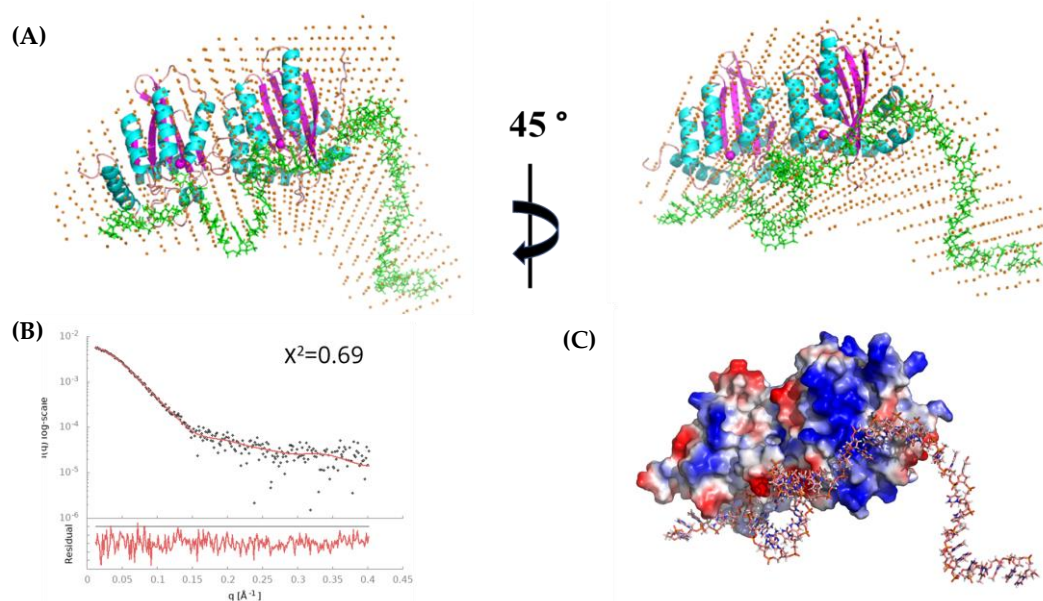 (A)
45 °
(B)
(C)
X²=0.69
10⁻²
10⁻³
10⁻⁴
10⁻⁵
10⁻⁶
log-scale
Residual
0 0.05 0.1 0.15 0.2 0.25 0.3 0.35 0.4 0.45
q [Å⁻¹]